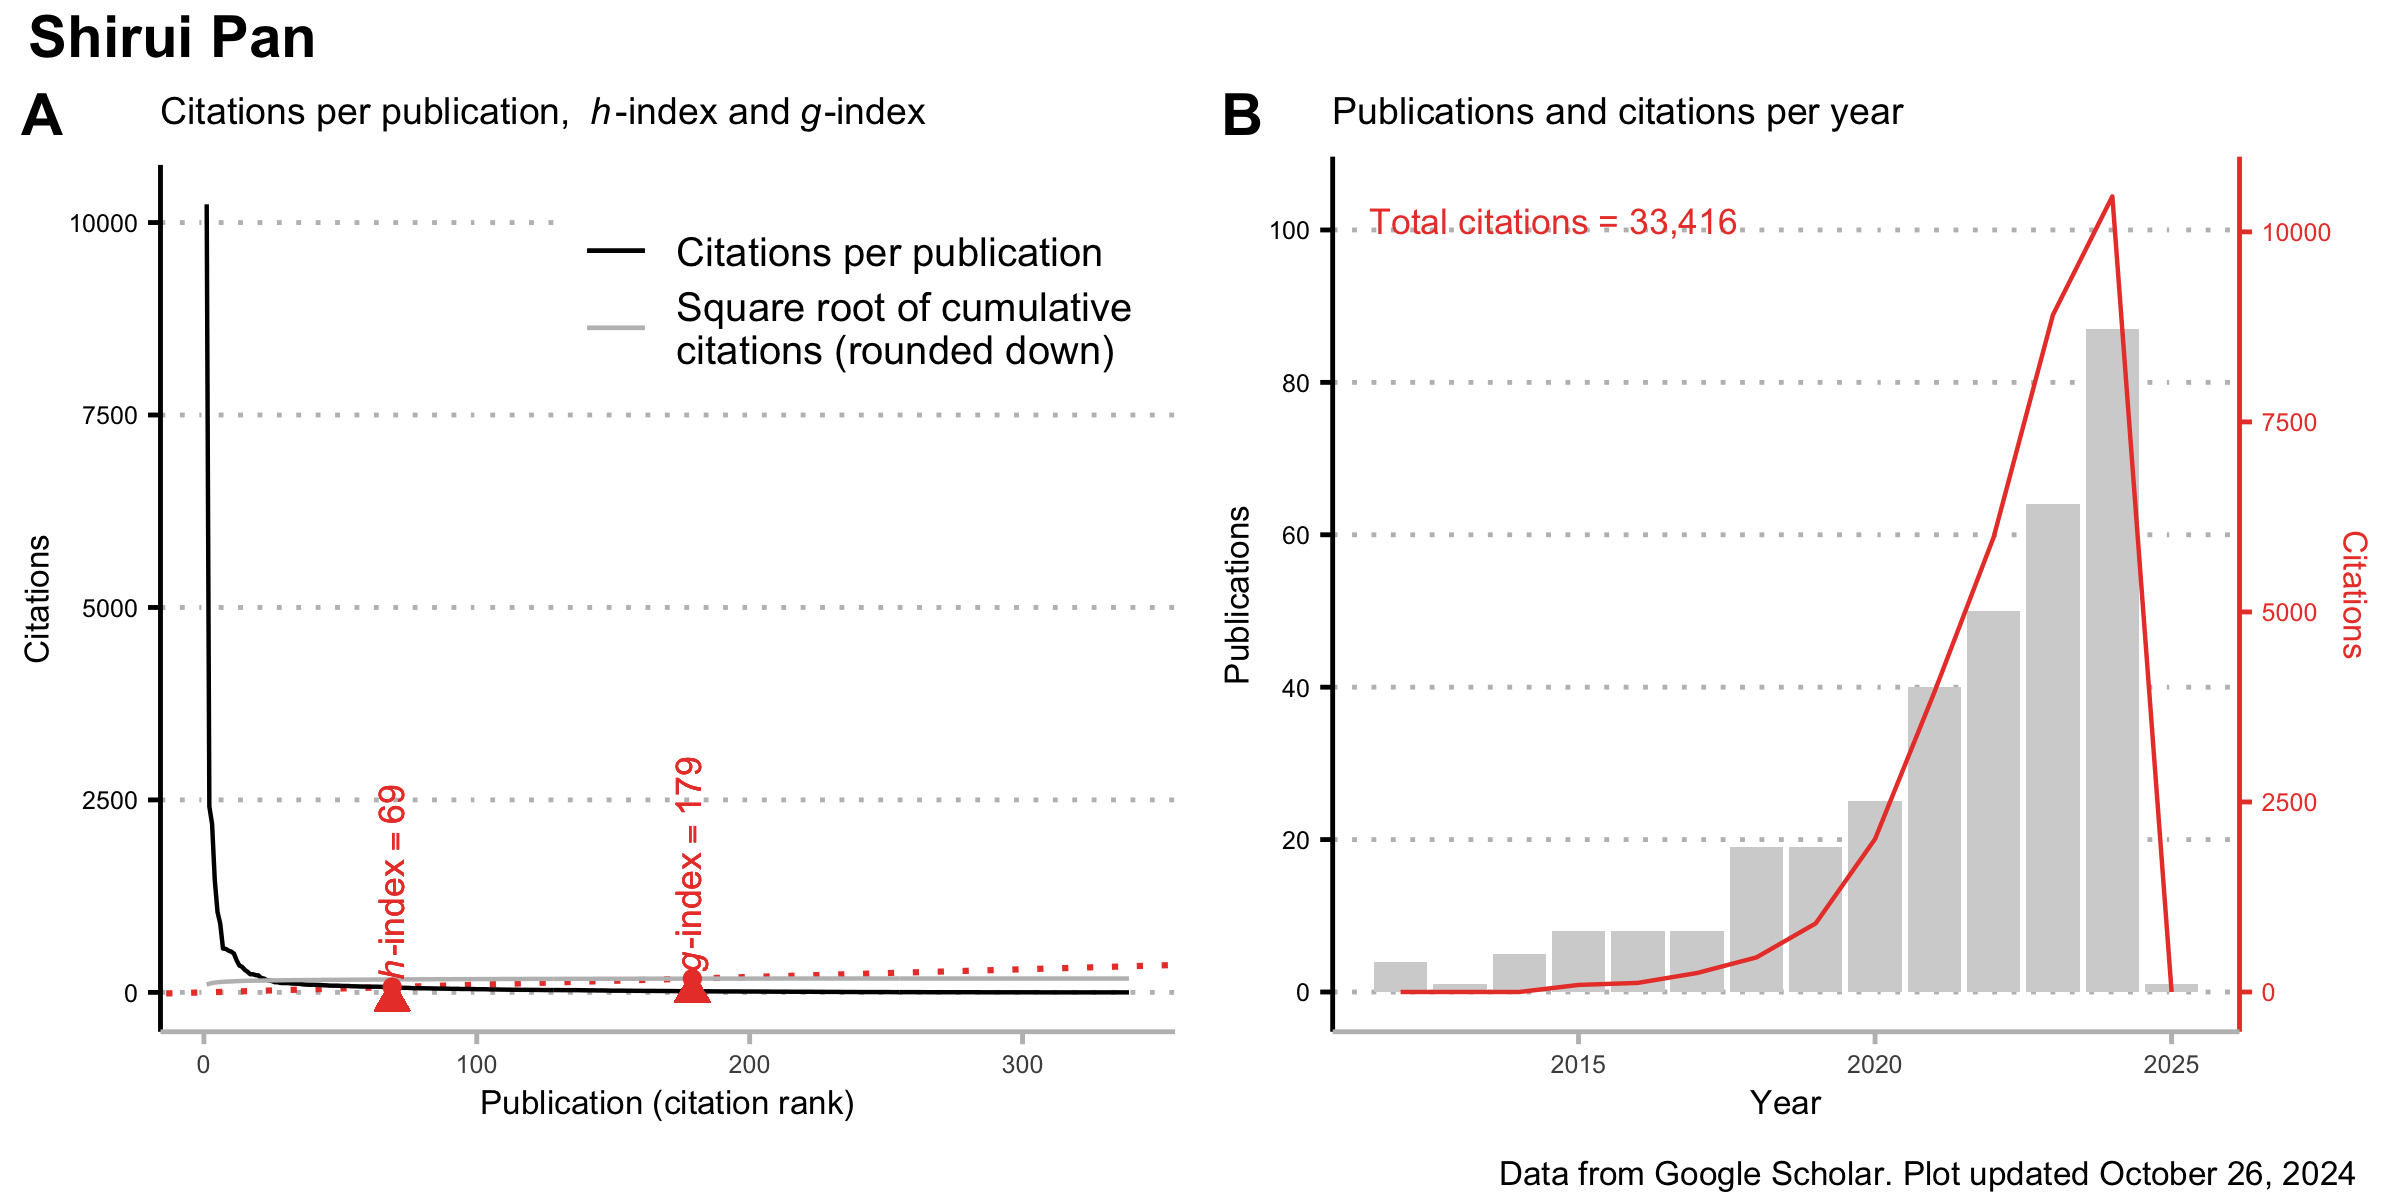 Shirui Pan
A
Citations per publication, h-index and g-index
10000
7500
5000
2500
0
Citations
Citations per publication
Square root of cumulative
citations (rounded down)
h-index = 69
g-index = 179
0
100
200
300
Publication (citation rank)
B
Publications and citations per year
Total citations = 33,416
100
80
60
40
20
0
Publications
10000
7500
5000
2500
0
Citations
2015
2020
2025
Year
Data from Google Scholar. Plot updated October 26, 2024